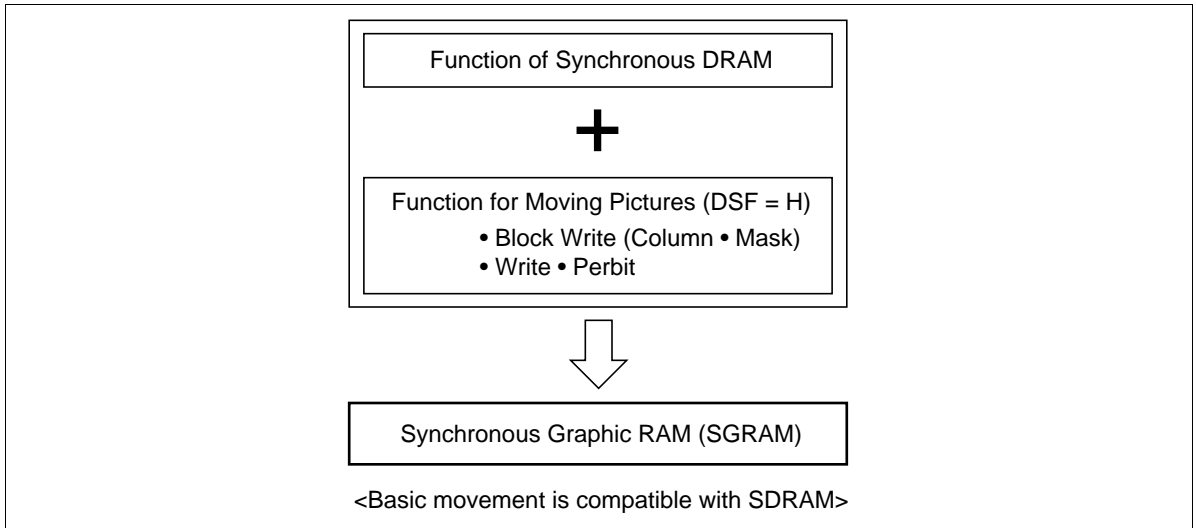 Function of Synchronous DRAM
+
Function for Moving Pictures (DSF = H)
• Block Write (Column • Mask)
• Write • Perbit
Synchronous Graphic RAM (SGRAM)
<Basic movement is compatible with SDRAM>